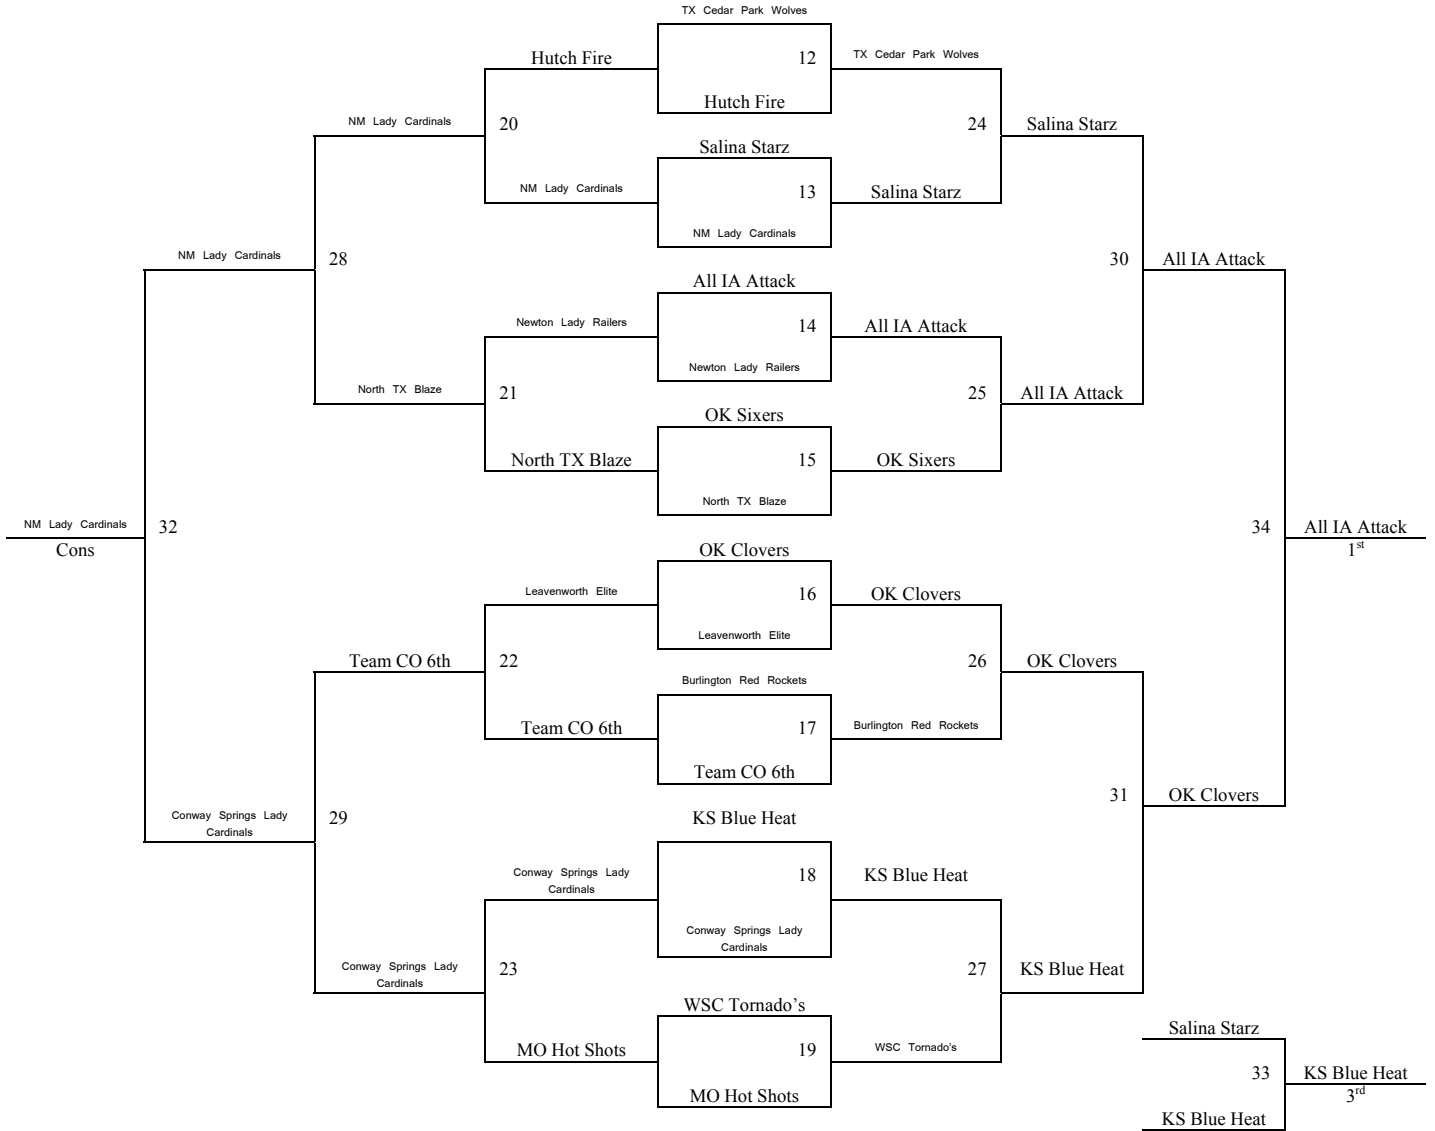 TX Cedar Park Wolves
Hutch Fire
12
TX Cedar Park Wolves
Hutch Fire
NM Lady Cardinals
20
24
Salina Starz
Salina Starz
NM Lady Cardinals
13
Salina Starz
NM Lady Cardinals
NM Lady Cardinals
28
30
All IA Attack
All IA Attack
Newton Lady Railers
14
All IA Attack
Newton Lady Railers
North TX Blaze
21
25
All IA Attack
OK Sixers
North TX Blaze
15
OK Sixers
North TX Blaze
NM Lady Cardinals
32
34
All IA Attack
Cons
1st
OK Clovers
Leavenworth Elite
16
OK Clovers
Leavenworth Elite
Team CO 6th
22
26
OK Clovers
Burlington Red Rockets
Team CO 6th
17
Burlington Red Rockets
Team CO 6th
31
OK Clovers
Conway Springs Lady
Cardinals
29
KS Blue Heat
Conway Springs Lady
Cardinals
18
KS Blue Heat
Conway Springs Lady
Cardinals
Conway Springs Lady
Cardinals
23
27
KS Blue Heat
WSC Tornado's
MO Hot Shots
19
WSC Tornado's
MO Hot Shots
Salina Starz
33
KS Blue Heat
3rd
KS Blue Heat